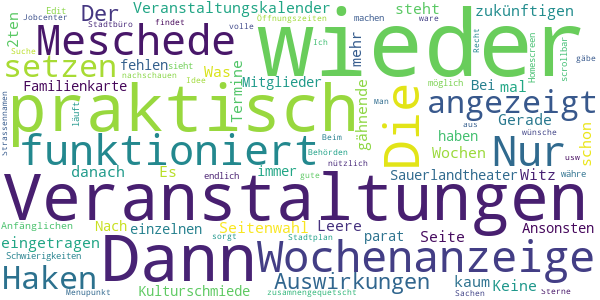 Jobcenter Edit Der Veranstaltungskalender steht zukünftigen
Stadtbüro findet volle Öffnungszeiten machen ware Recht
2ten Meschede wieder
Suche sieht Ich Homescreen scrollbar gäbe
setzen fehlen Was Termine mehr
nachschauen Idee Bei mal möglich
Familienkarte Mitglieder gähnende
praktisch Die angezeigt
Strassennamen läuft Man aus Gerade
funktioniert Beim Behörden haben Nur schon
wünsche usw
danach Es immer nützlich Wochen Sauerlandtheater Witz währe
endlich gute
Veranstaltungen
Anfänglichen Nach einzelnen Seitenwahl Leere Ansonsten
eingetragen sorgt Stadtplan parat Seite kaum Keine
Schwierigkeiten
Dann Wochenanzeige
Haken Auswirkungen
Menüpunkt Kulturschmiede zusammengequetscht Sachen Sterne